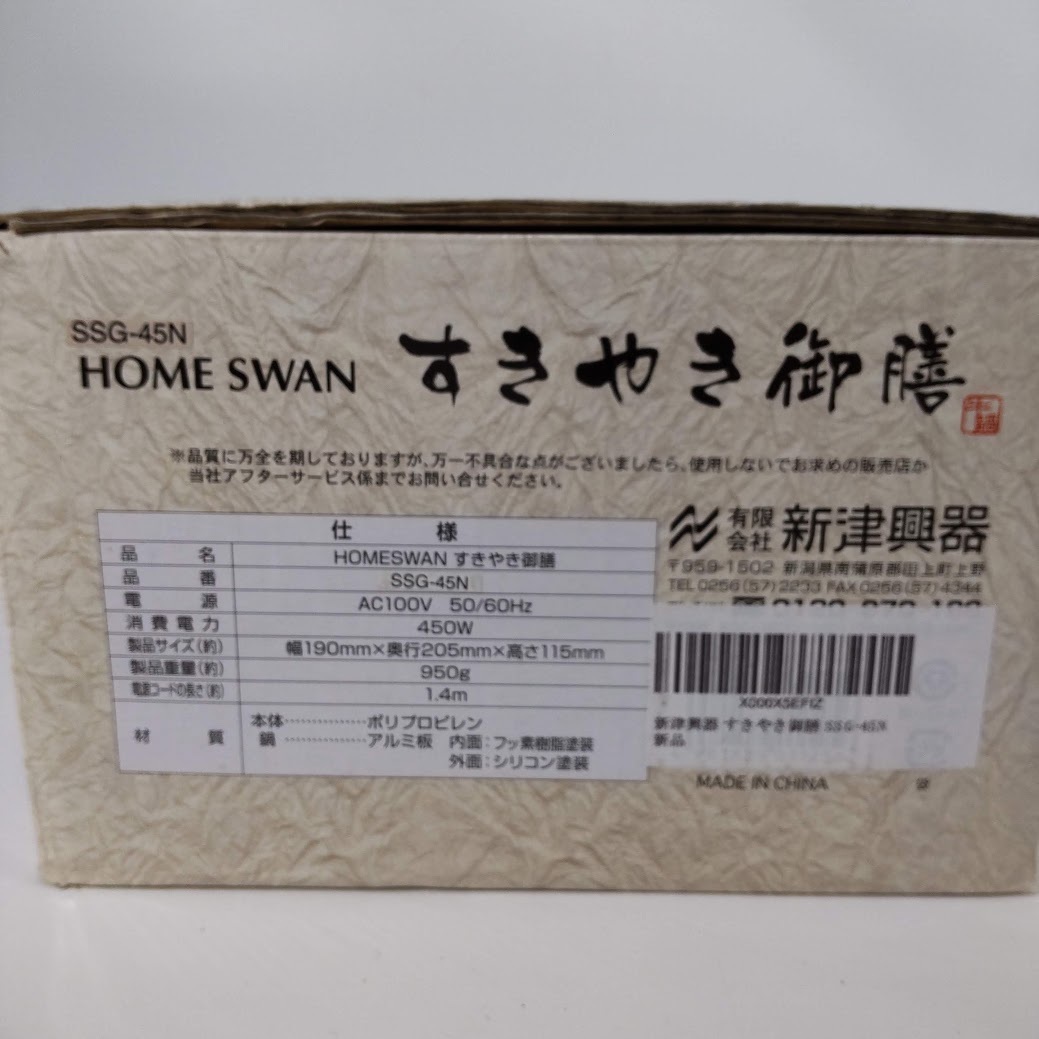 SSG-45N
HOME SWAN すきやき御膳
※品質に万全を期しておりますが、万一不具合な点がございましたら、使用しないでお求めの販売店か
当社アフターサービス係までお問い合せください。
仕 様
品 名 HOMESWAN すきやき御膳
品 番 SSG-45N
電 源 AC100V 50/60Hz
消費電力 450W
製品サイズ(約) 幅190mm×奥行205mm×高さ115mm
製品重量(約) 950g
電源コードの長さ(約) 1.4m
材 質 本体……………ポリプロピレン
鍋……………アルミ板 内面:フッ素樹脂塗装
外面:シリコン塗装
有限会社 新津興器
〒959-1502 新潟県南蒲原郡田上町上野
TEL 0256(57)2233 FAX 0256(57)4344
新津興器 すきやき御膳 SSG-45N
新品
MADE IN CHINA